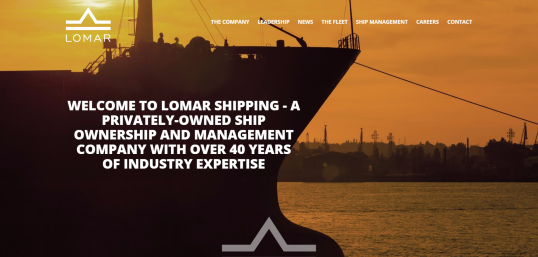 THE COMPANY LEADERSHIP NEWS THE FLEET SHIP MANAGEMENT CAREERS CONTACT
LOMAR
WELCOME TO LOMAR SHIPPING - A
PRIVATELY-OWNED SHIP
OWNERSHIP AND MANAGEMENT
COMPANY WITH OVER 40 YEARS
OF INDUSTRY EXPERTISE